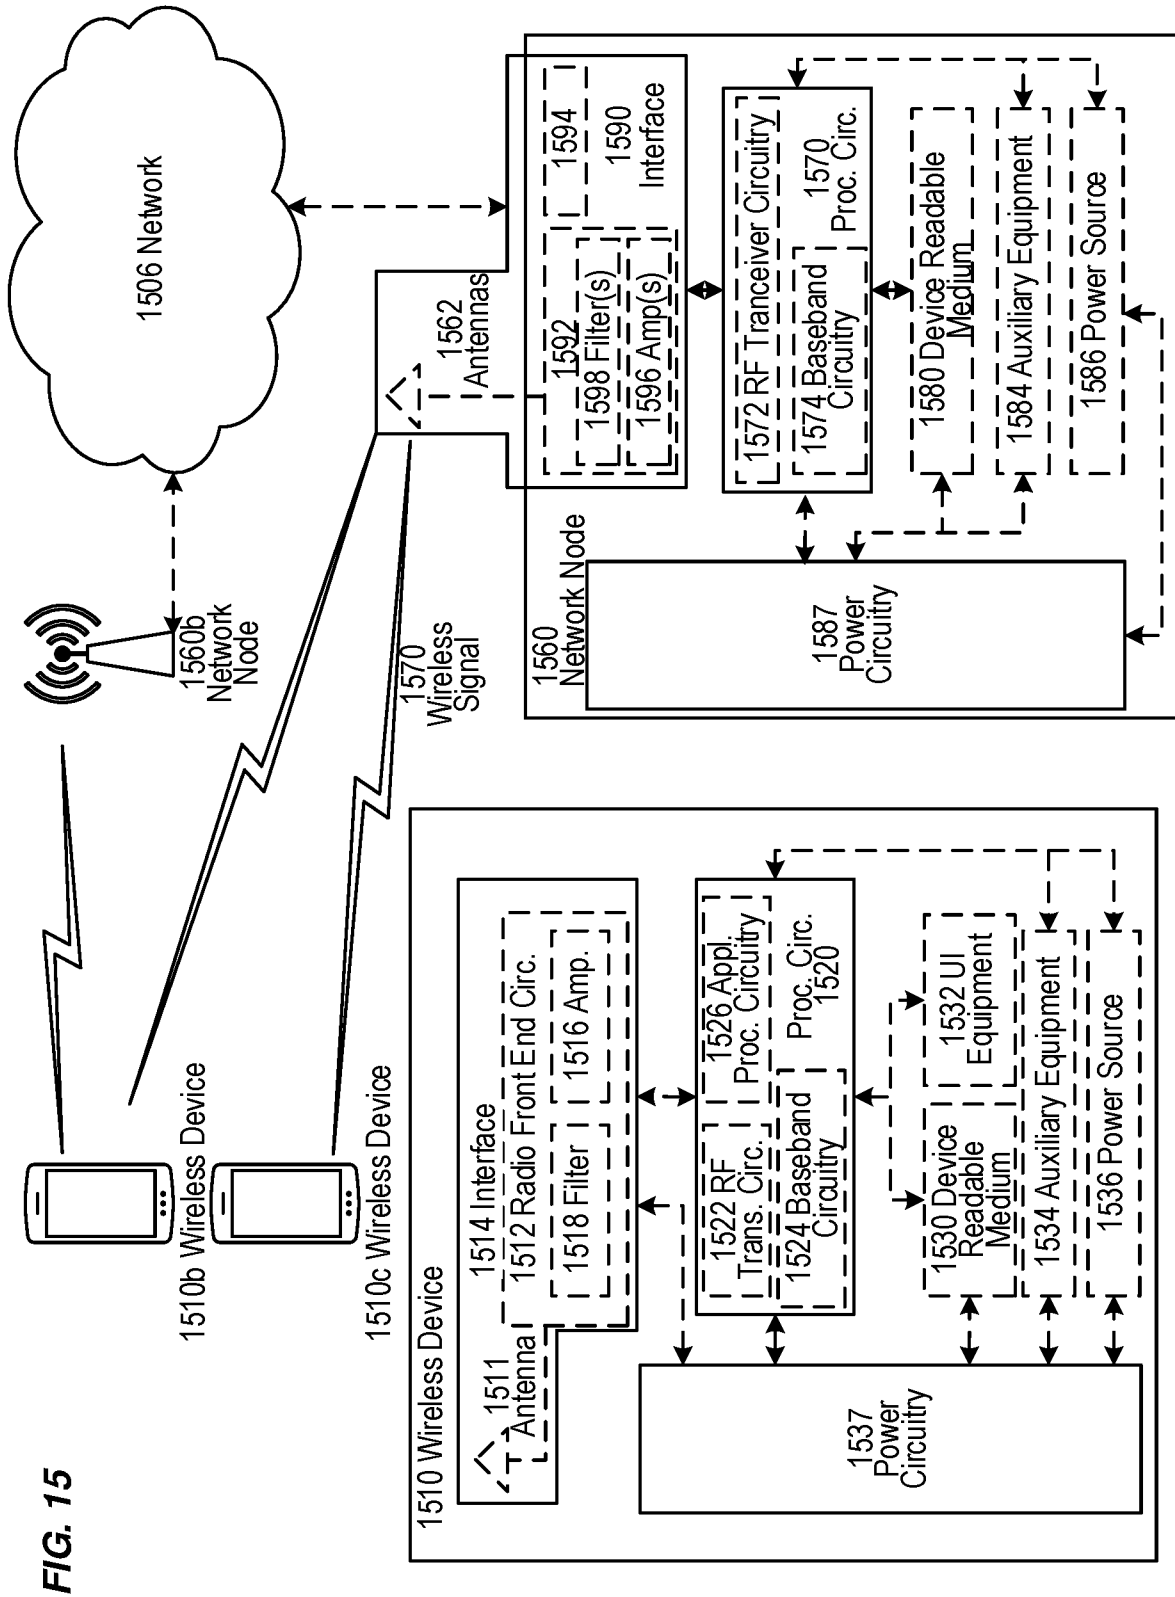 FIG. 15
1506 Network
1560b
Network
Node
1510b Wireless Device
1510c Wireless Device
1570
Wireless
Signal
1562
Antennas
1510 Wireless Device
1511
Antenna
1514 Interface
1512 Radio Front End Circ.
1518 Filter
1516 Amp.
1522 RF
Trans. Circ.
1526 Appl.
Proc. Circuitry
1524 Baseband
Circuitry
Proc. Circ.
1520
1537
Power
Circuitry
1530 Device
Readable
Medium
1532 UI
Equipment
1534 Auxiliary Equipment
1536 Power Source
1560
Network Node
1592
1598 Filter(s)
1596 Amp(s)
1594
1590
Interface
1572 RF Tranceiver Circuitry
1574 Baseband
Circuitry
1570
Proc. Circ.
1587
Power
Circuitry
1580 Device Readable
Medium
1584 Auxiliary Equipment
1586 Power Source